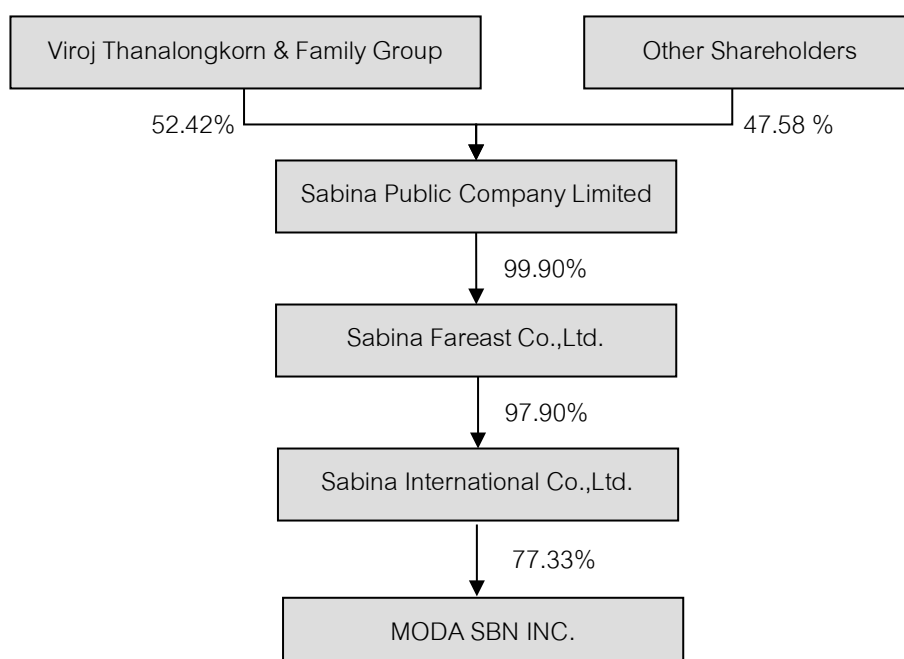 Viroj Thanalongkorn & Family Group
Other Shareholders
52.42%
47.58 %
Sabina Public Company Limited
99.90%
Sabina Fareast Co.,Ltd.
97.90%
Sabina International Co.,Ltd.
77.33%
MODA SBN INC.